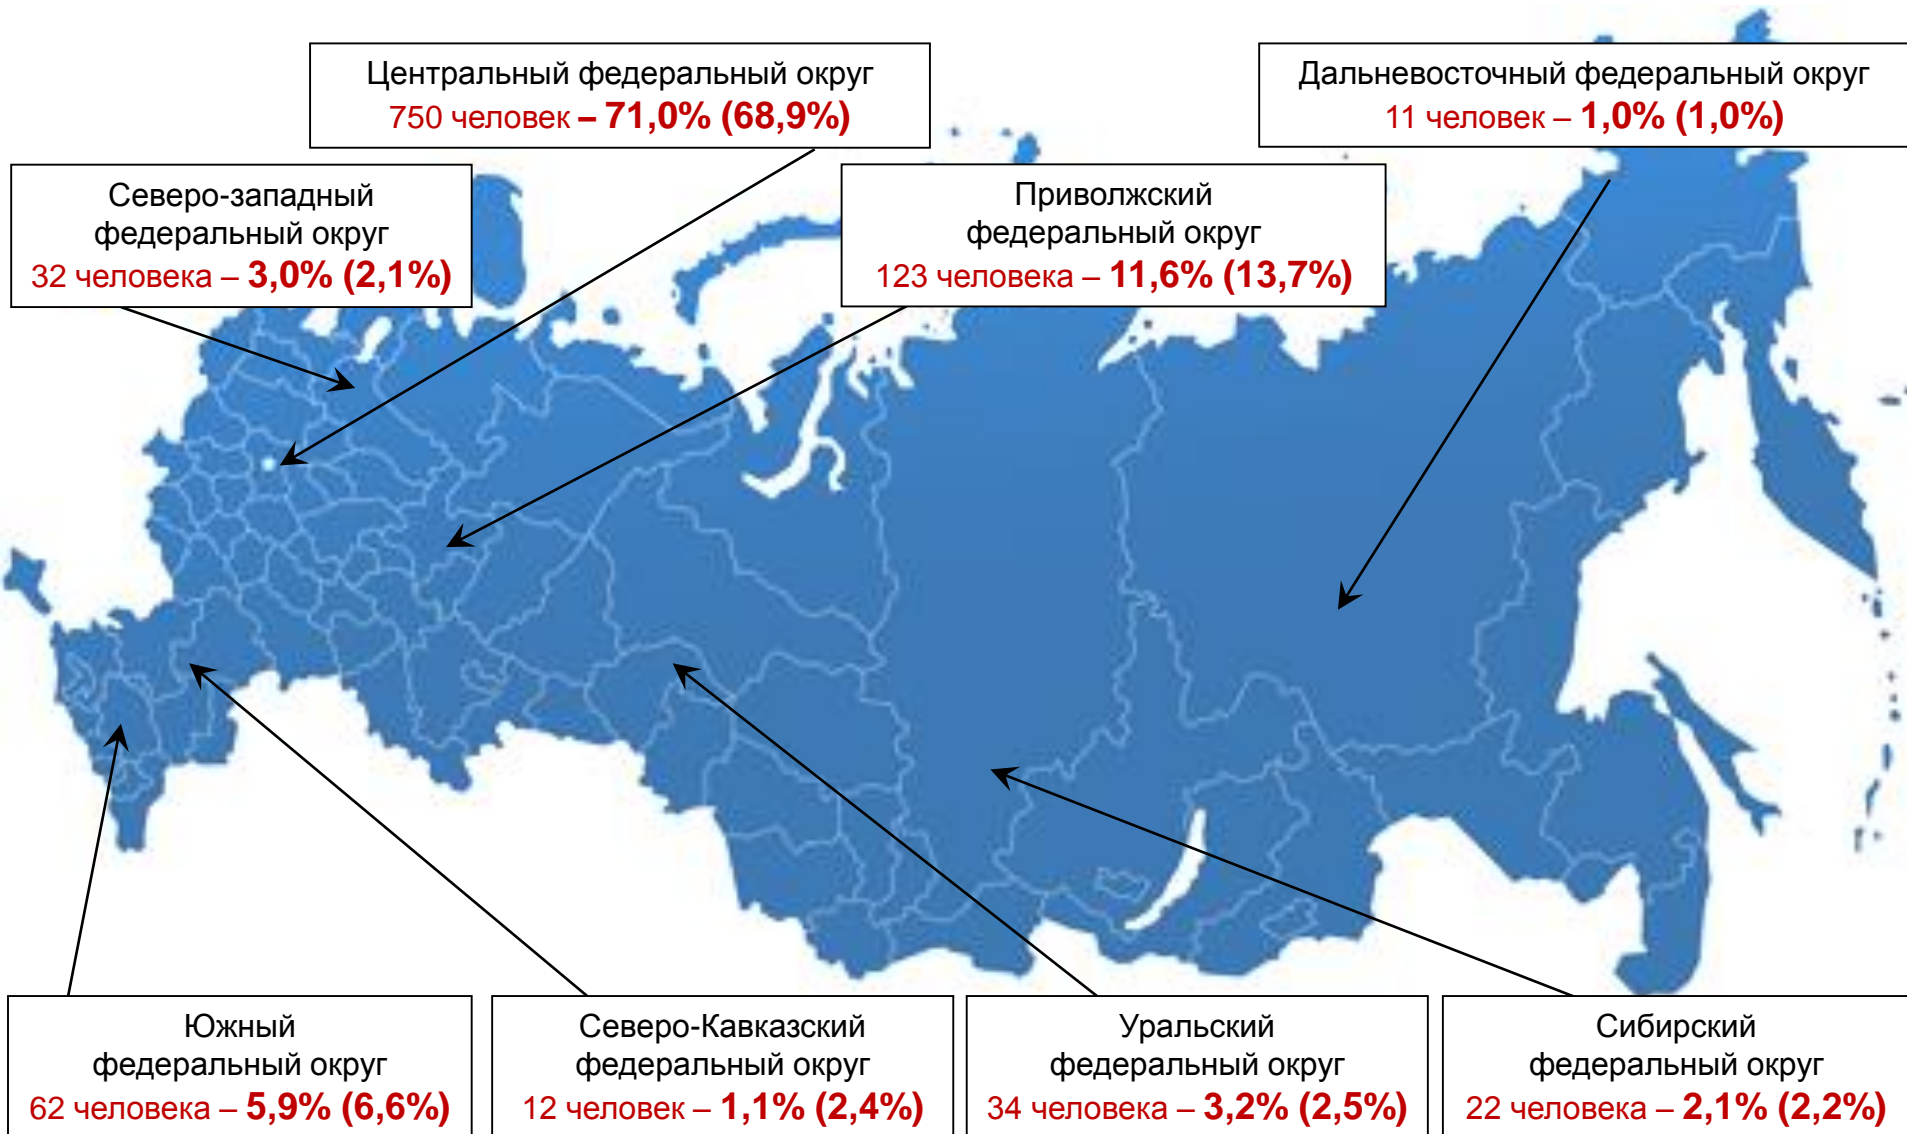 Центральный федеральный округ
750 человек – 71,0% (68,9%)
Дальневосточный федеральный округ
11 человек – 1,0% (1,0%)
Северо-западный
федеральный округ
32 человека – 3,0% (2,1%)
Приволжский
федеральный округ
123 человека – 11,6% (13,7%)
Южный
федеральный округ
62 человека – 5,9% (6,6%)
Северо-Кавказский
федеральный округ
12 человек – 1,1% (2,4%)
Уральский
федеральный округ
34 человека – 3,2% (2,5%)
Сибирский
федеральный округ
22 человека – 2,1% (2,2%)